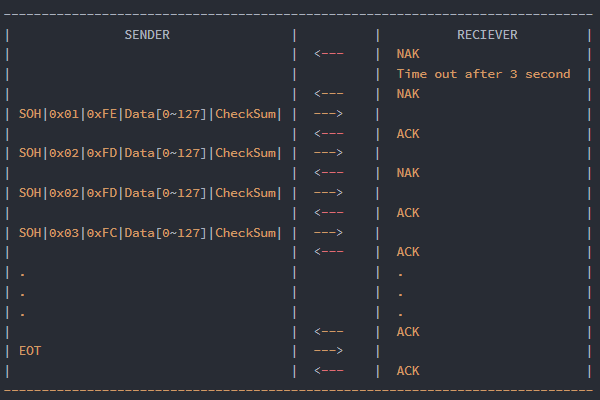 -------------------------------------------------------------------------------
| SENDER | | RECIEVER |
| | <--- | NAK |
| | | Time out after 3 second |
| | <--- | NAK |
| SOH|0x01|0xFE|Data[0~127]|CheckSum| | ---> | |
| | <--- | ACK |
| SOH|0x02|0xFD|Data[0~127]|CheckSum| | ---> | |
| | <--- | NAK |
| SOH|0x02|0xFD|Data[0~127]|CheckSum| | ---> | |
| | <--- | ACK |
| SOH|0x03|0xFC|Data[0~127]|CheckSum| | ---> | |
| | <--- | ACK |
| . | | . |
| . | | . |
| . | | . |
| | <--- | ACK |
| EOT | ---> | |
| | <--- | ACK |
-------------------------------------------------------------------------------